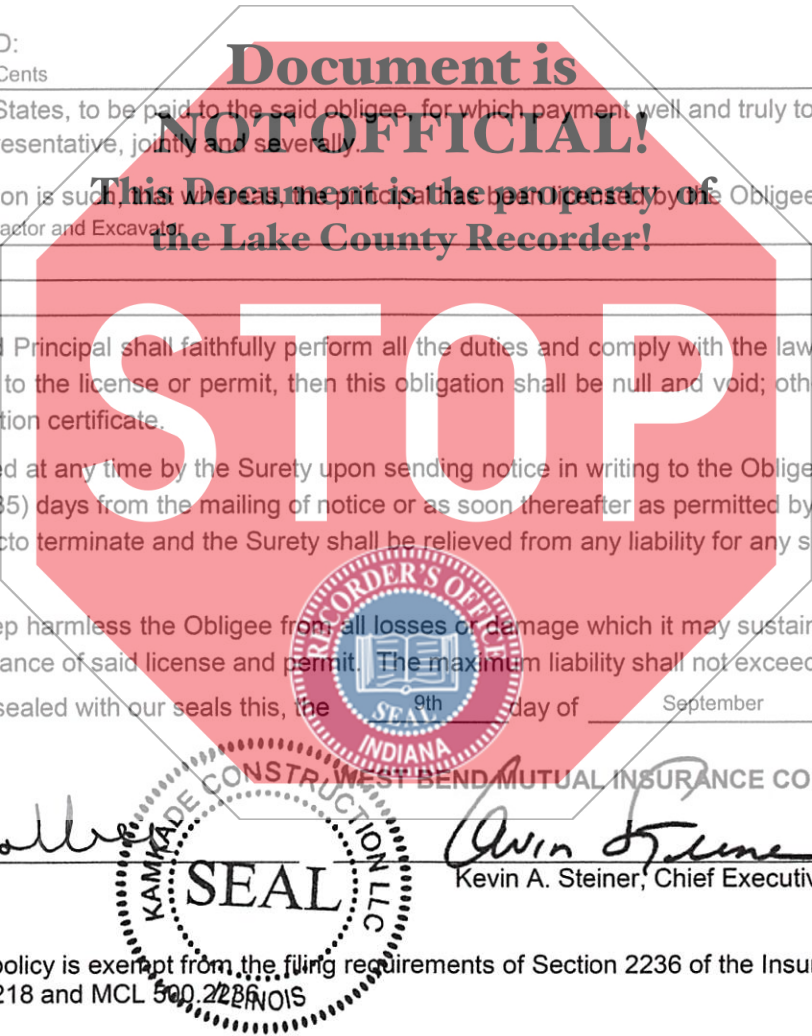 D:
Document is
Cents
States, to be paid to the said obligee, for which payment well and truly to
NOT OFFICIAL!
esentative, jointly and severally.
This Document is the property of
on is such, that whereas, the principal has been licensed by the Obligee
actor and Excavator
the Lake County Recorder!
STOP
d Principal shall faithfully perform all the duties and comply with the law
to the license or permit, then this obligation shall be null and void; oth
tion certificate.
ed at any time by the Surety upon sending notice in writing to the Oblige
35) days from the mailing of notice or as soon thereafter as permitted by
cto terminate and the Surety shall be relieved from any liability for any s
RECORDER'S OFFICE
SEAL
INDIANA
ep harmless the Obligee from all losses or damage which it may sustain
ance of said license and permit. The maximum liability shall not exceed
sealed with our seals this, the 9th day of September
WEST BEND MUTUAL INSURANCE CO
KAMKADE CONSTRUCTION LLC
SEAL
ILLINOIS
Kevin A. Steiner, Chief Executiv
policy is exempt from the filing requirements of Section 2236 of the Insu
218 and MCL 500.2236